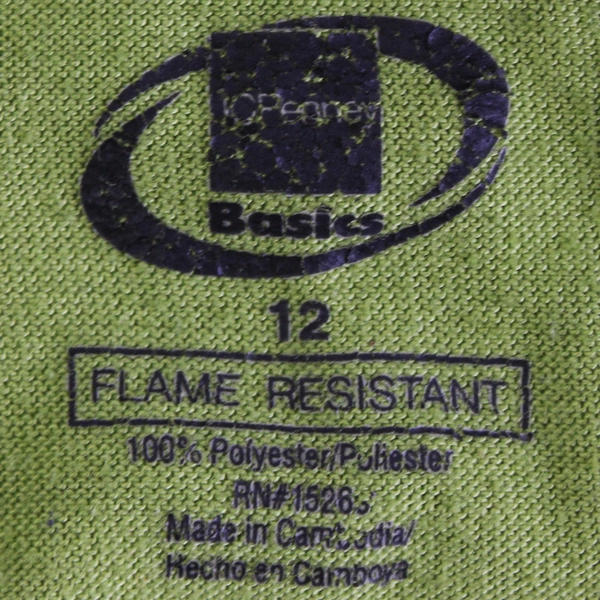 JCPenney
Basics
12
FLAME RESISTANT
100% Polyester/Poliester
Made in Cambodia/
Hecho en Camboya